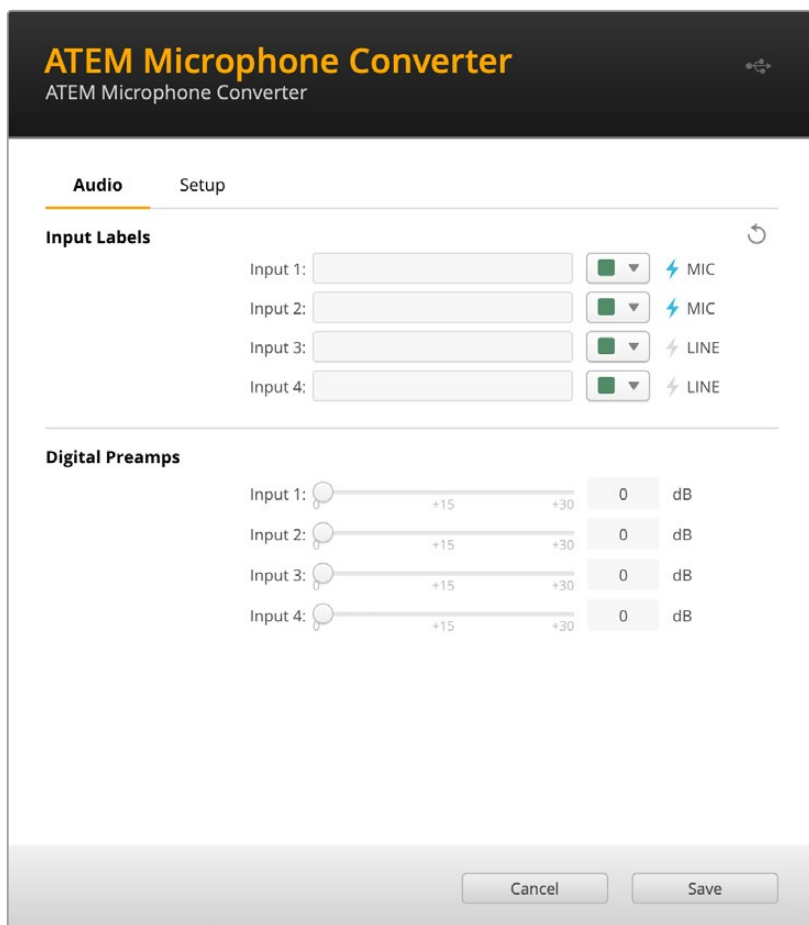 ATEM Microphone Converter
ATEM Microphone Converter
Audio Setup
Input Labels
Input 1: MIC
Input 2: MIC
Input 3: LINE
Input 4: LINE
Digital Preamps
Input 1: 0 dB
0 +15 +30
Input 2: 0 dB
0 +15 +30
Input 3: 0 dB
0 +15 +30
Input 4: 0 dB
0 +15 +30
Cancel Save